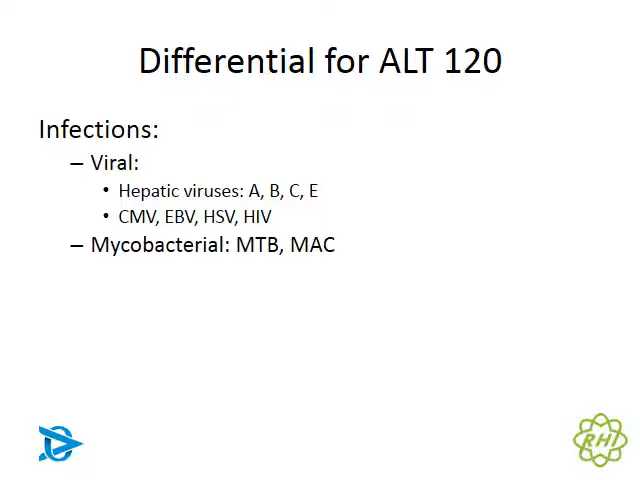 Differential for ALT 120
Infections:
– Viral:
• Hepatic viruses: A, B, C, E
• CMV, EBV, HSV, HIV
– Mycobacterial: MTB, MAC
RHI